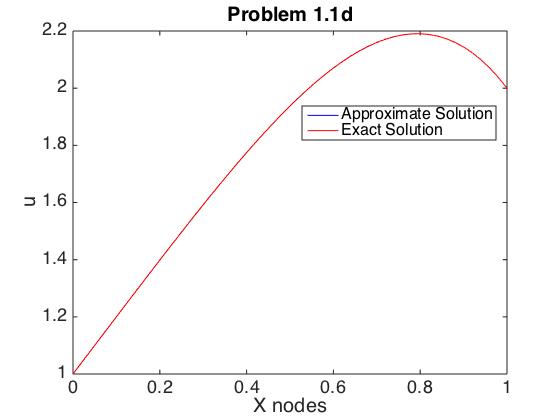 Problem 1.1d
2.2
2
1.8
1.6
1.4
1.2
1
u
Approximate Solution
Exact Solution
0 0.2 0.4 0.6 0.8 1
X nodes